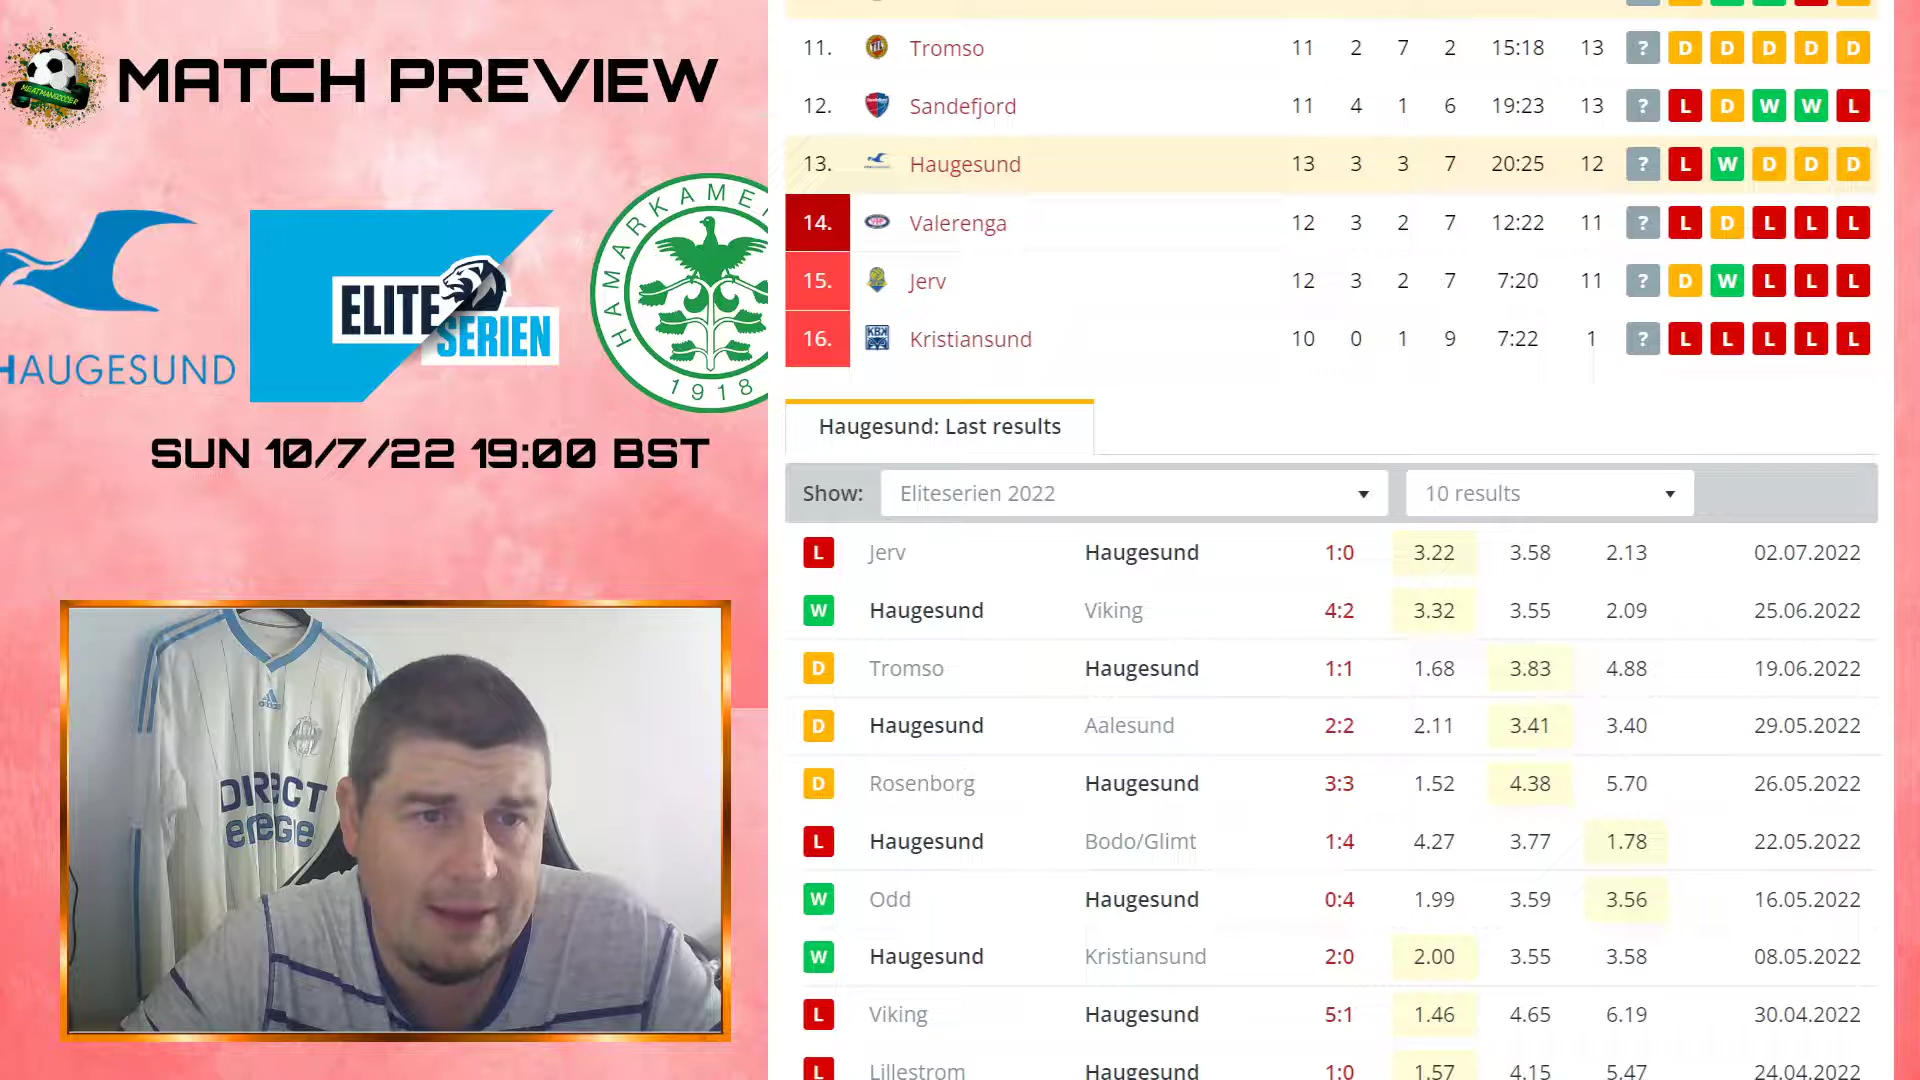 MEATMANSOCCER
MATCH PREVIEW
HAUGESUND
ELITE
SERIEN
HAMARKAME
1918
SUN 10/7/22 19:00 BST
adidas
DIRECT
energie
11. Tromso 11 2 7 2 15:18 13 ? D D D D D
12. Sandefjord 11 4 1 6 19:23 13 ? L D W W L
13. Haugesund 13 3 3 7 20:25 12 ? L W D D D
14. Valerenga 12 3 2 7 12:22 11 ? L D L L L
15. Jerv 12 3 2 7 7:20 11 ? D W L L L
16. KBK Kristiansund 10 0 1 9 7:22 1 ? L L L L L
Haugesund: Last results
Show: Eliteserien 2022 10 results
L Jerv Haugesund 1:0 3.22 3.58 2.13 02.07.2022
W Haugesund Viking 4:2 3.32 3.55 2.09 25.06.2022
D Tromso Haugesund 1:1 1.68 3.83 4.88 19.06.2022
D Haugesund Aalesund 2:2 2.11 3.41 3.40 29.05.2022
D Rosenborg Haugesund 3:3 1.52 4.38 5.70 26.05.2022
L Haugesund Bodo/Glimt 1:4 4.27 3.77 1.78 22.05.2022
W Odd Haugesund 0:4 1.99 3.59 3.56 16.05.2022
W Haugesund Kristiansund 2:0 2.00 3.55 3.58 08.05.2022
L Viking Haugesund 5:1 1.46 4.65 6.19 30.04.2022
L Lillestrom Haugesund 1:0 1.57 4.15 5.47 24.04.2022